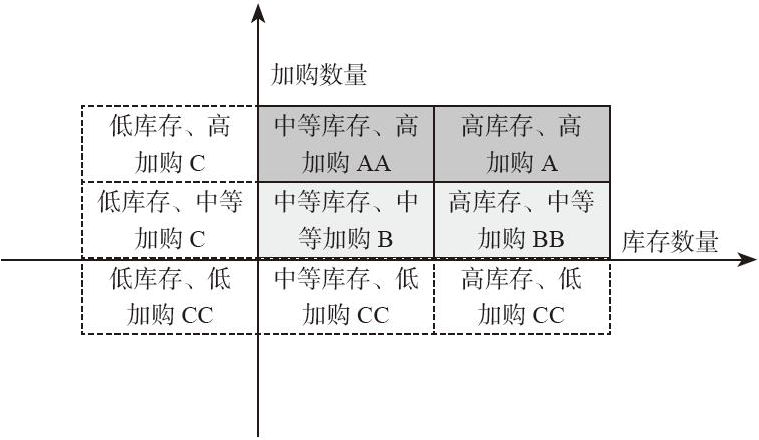 加购数量
低库存、高
加购 C
中等库存、高
加购 AA
高库存、高
加购 A
低库存、中等
加购 C
中等库存、中
等加购 B
高库存、中等
加购 BB
库存数量
低库存、低
加购 CC
中等库存、低
加购 CC
高库存、低
加购 CC